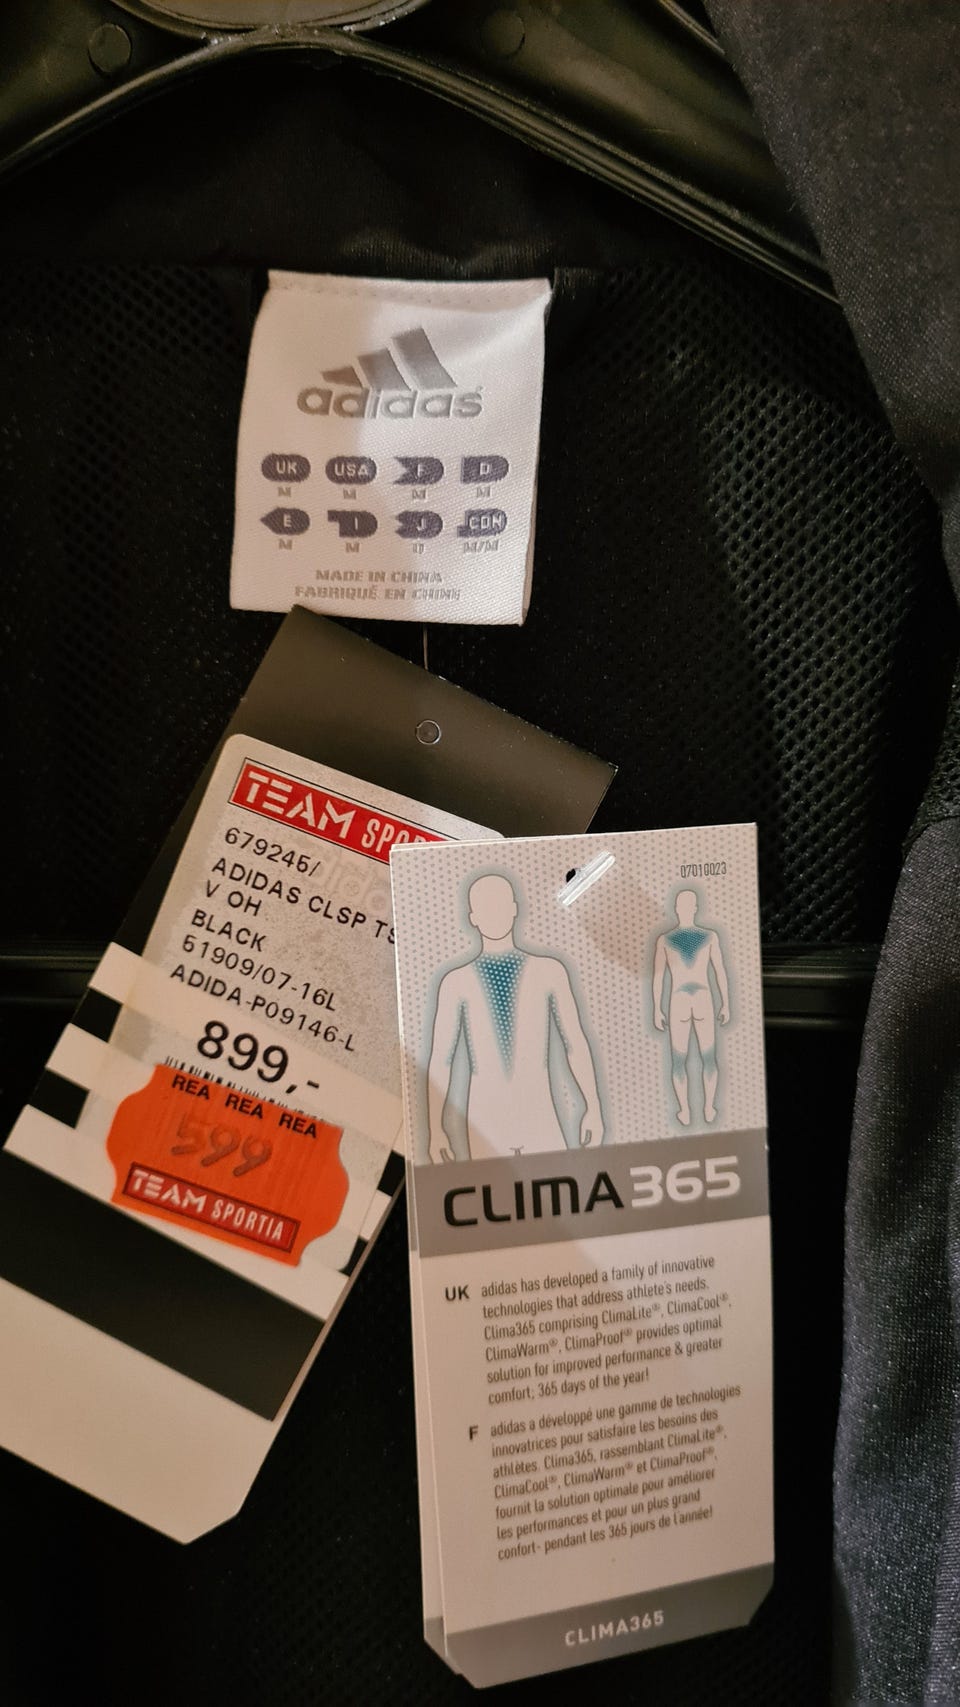 adidas
UK USA F D
M M M M
E I J CDN
M M O M/M
MADE IN CHINA
FABRIQUÉ EN CHINE
TEAM
679246/
ADIDAS CLSP
V OH
BLACK
51909/07-16L
ADIDA-P09146-L
899,-
REA REA REA
599
TEAM SPORTIA
07010023
CLIMA365
UK adidas has developed a family of innovative
technologies that address athlete's needs.
Clima365 comprising ClimaLite®, ClimaCool®,
ClimaWarm®, ClimaProof® provides optimal
solution for improved performance & greater
comfort; 365 days of the year!
F adidas a développé une gamme de technologies
innovatrices pour satisfaire les besoins des
athlètes. Clima365, rassemblant ClimaLite®,
ClimaCool®, ClimaWarm® et ClimaProof®,
fournit la solution optimale pour améliorer
les performances et pour un plus grand
confort- pendant les 365 jours de l'année!
CLIMA365